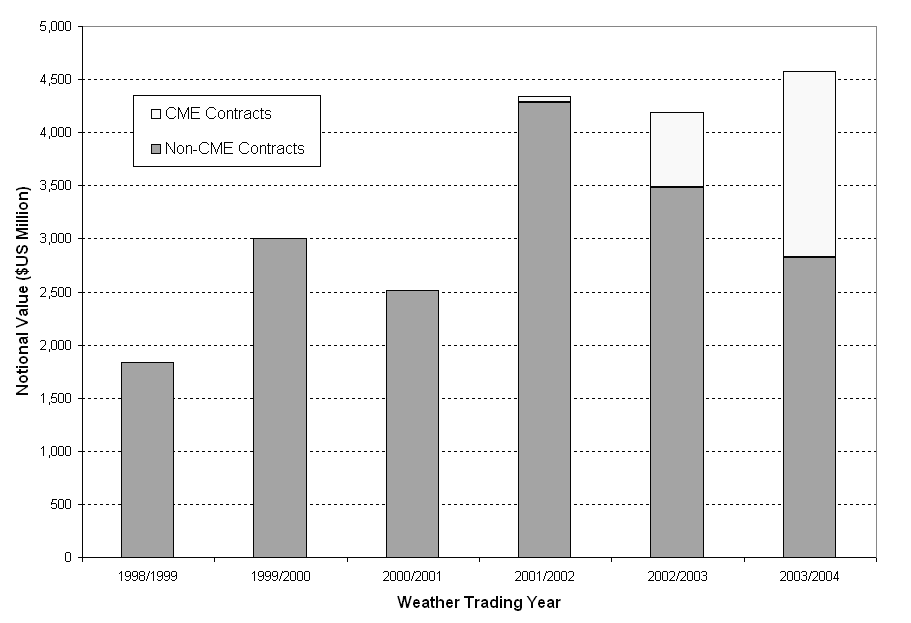 5,000
4,500
4,000
3,500
3,000
2,500
2,000
1,500
1,000
500
0
Notional Value ($US Million)
CME Contracts
Non-CME Contracts
1998/1999 1999/2000 2000/2001 2001/2002 2002/2003 2003/2004
Weather Trading Year